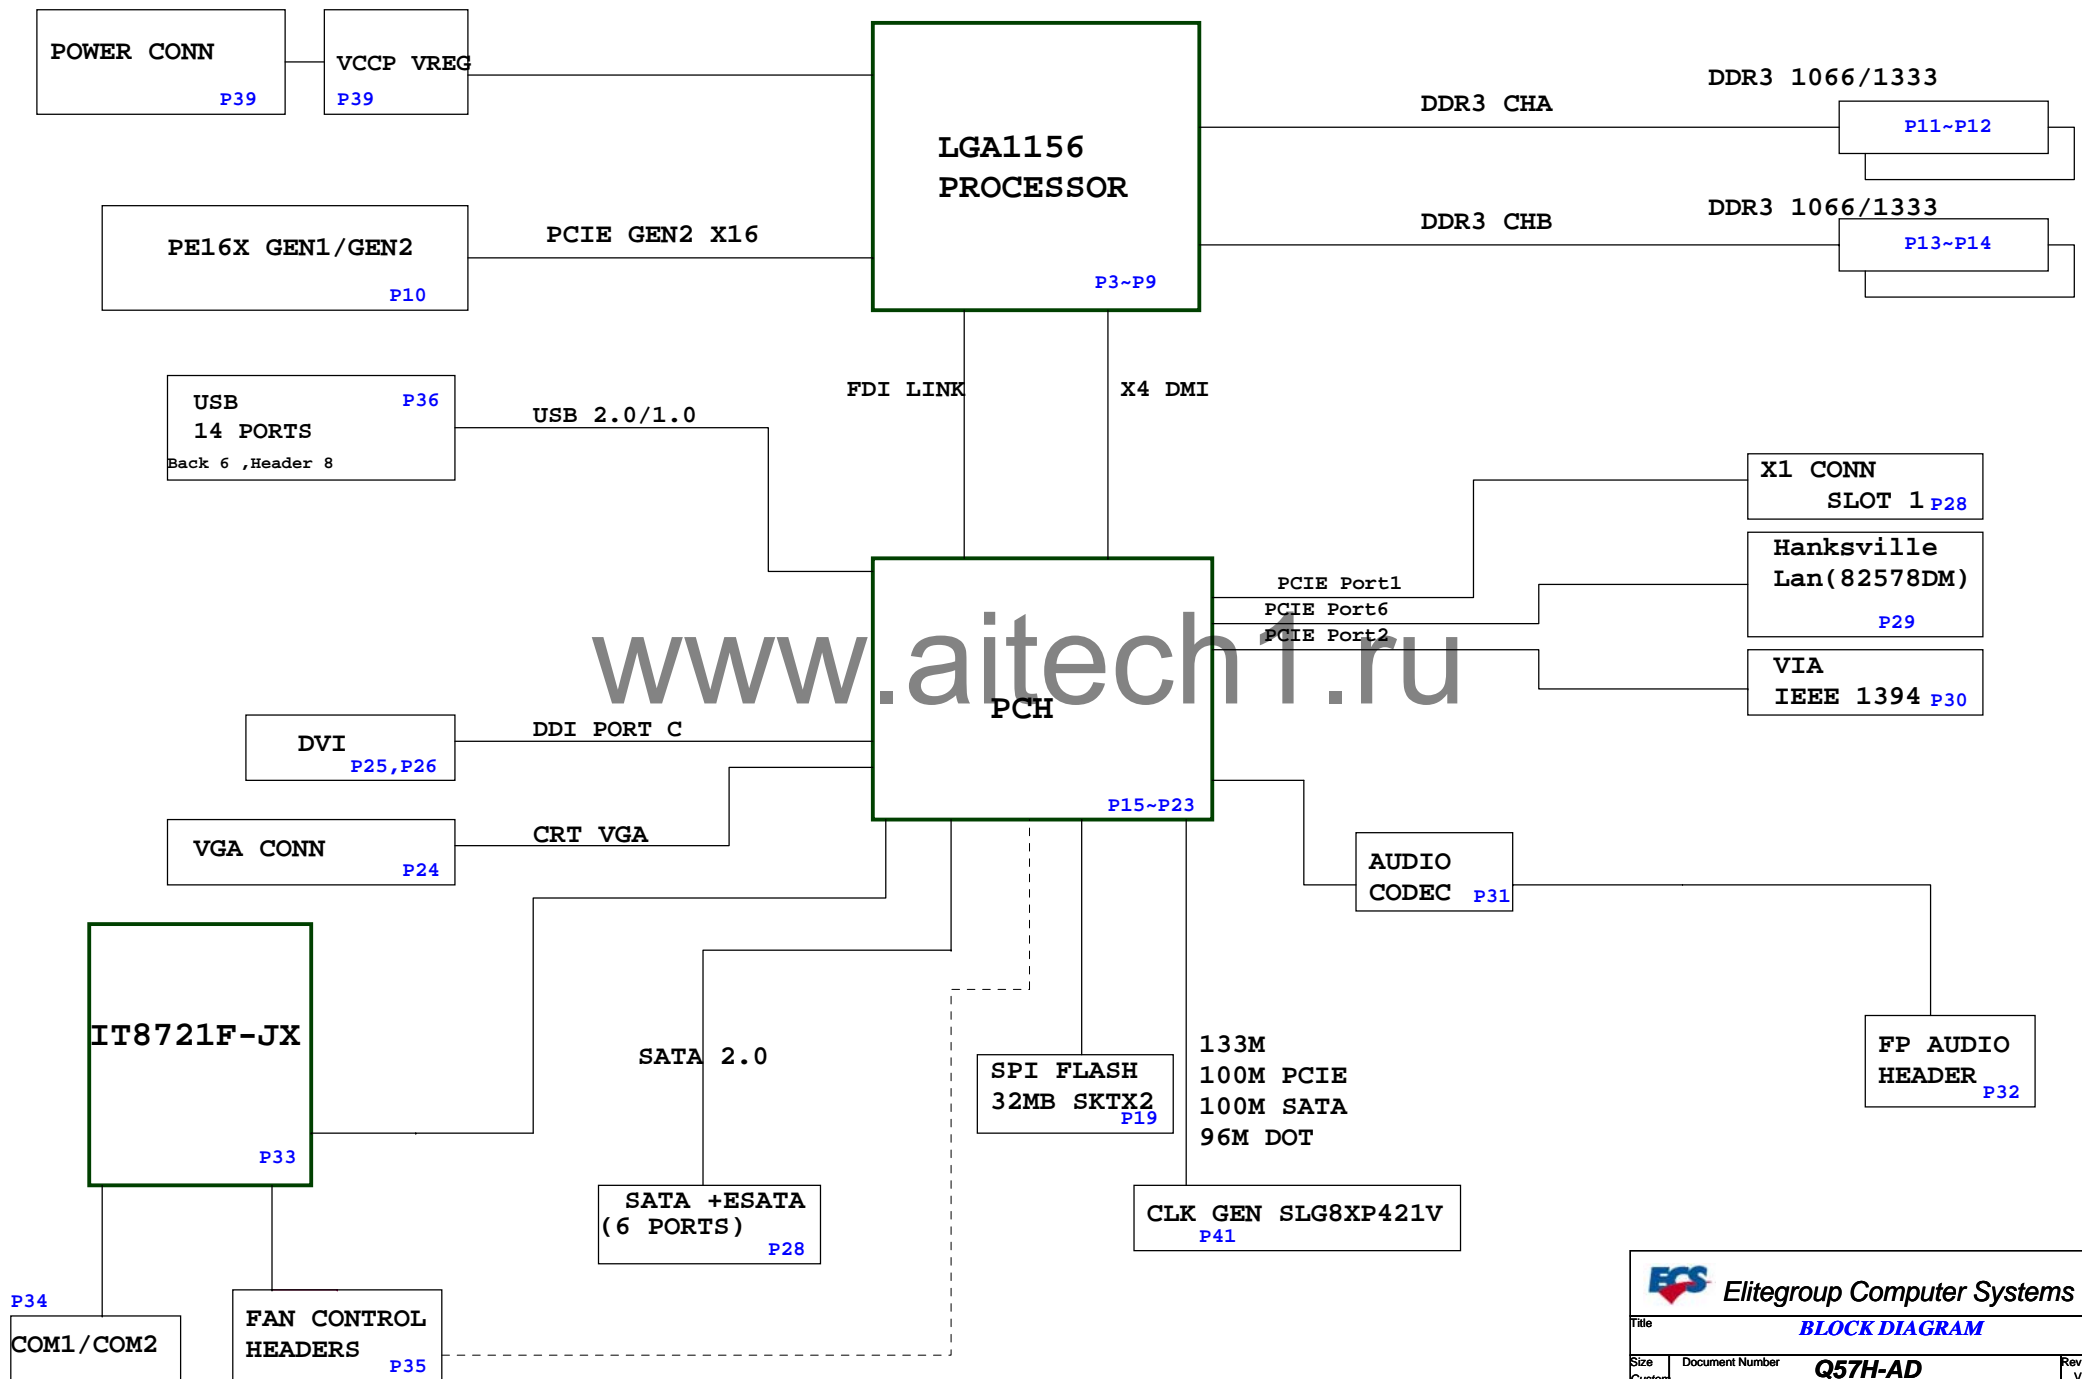 POWER CONN
P39
VCCP VREG
P39
LGA1156
PROCESSOR
P3~P9
DDR3 CHA
DDR3 1066/1333
P11~P12
DDR3 CHB
DDR3 1066/1333
P13~P14
PE16X GEN1/GEN2
P10
PCIE GEN2 X16
FDI LINK
X4 DMI
USB
P36
14 PORTS
Back 6 ,Header 8
USB 2.0/1.0
X1 CONN
SLOT 1 P28
Hanksville
Lan(82578DM)
P29
VIA
IEEE 1394 P30
PCIE Port1
PCIE Port6
PCIE Port2
www.aitech1.ru
PCH
P15~P23
DVI
P25,P26
DDI PORT C
VGA CONN
P24
CRT VGA
AUDIO
CODEC P31
FP AUDIO
HEADER P32
IT8721F-JX
P33
SATA 2.0
SPI FLASH
32MB SKTX2
P19
133M
100M PCIE
100M SATA
96M DOT
SATA +ESATA
(6 PORTS)
P28
CLK GEN SLG8XP421V
P41
P34
COM1/COM2
FAN CONTROL
HEADERS
P35
ECS Elitegroup Computer Systems
Title
BLOCK DIAGRAM
Size
Document Number
Q57H-AD
Rev